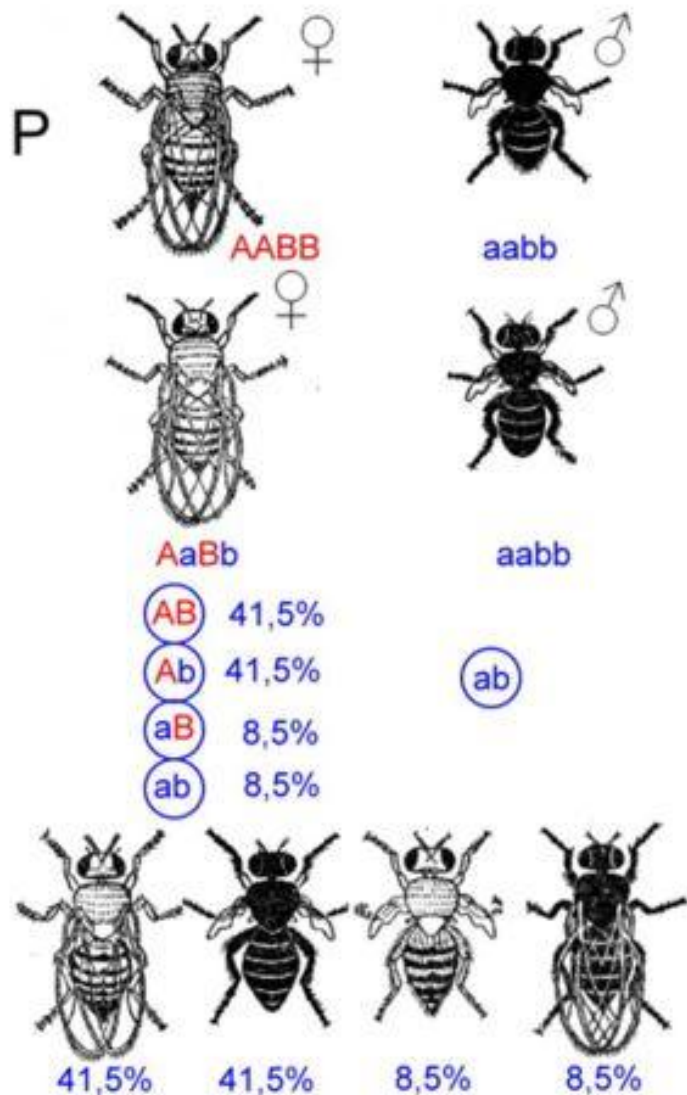 ♀ ♂
P
AABB aabb
♀ ♂
AaBb aabb
AB 41,5%
Ab 41,5%
ab
aB 8,5%
ab 8,5%
41,5% 41,5% 8,5% 8,5%